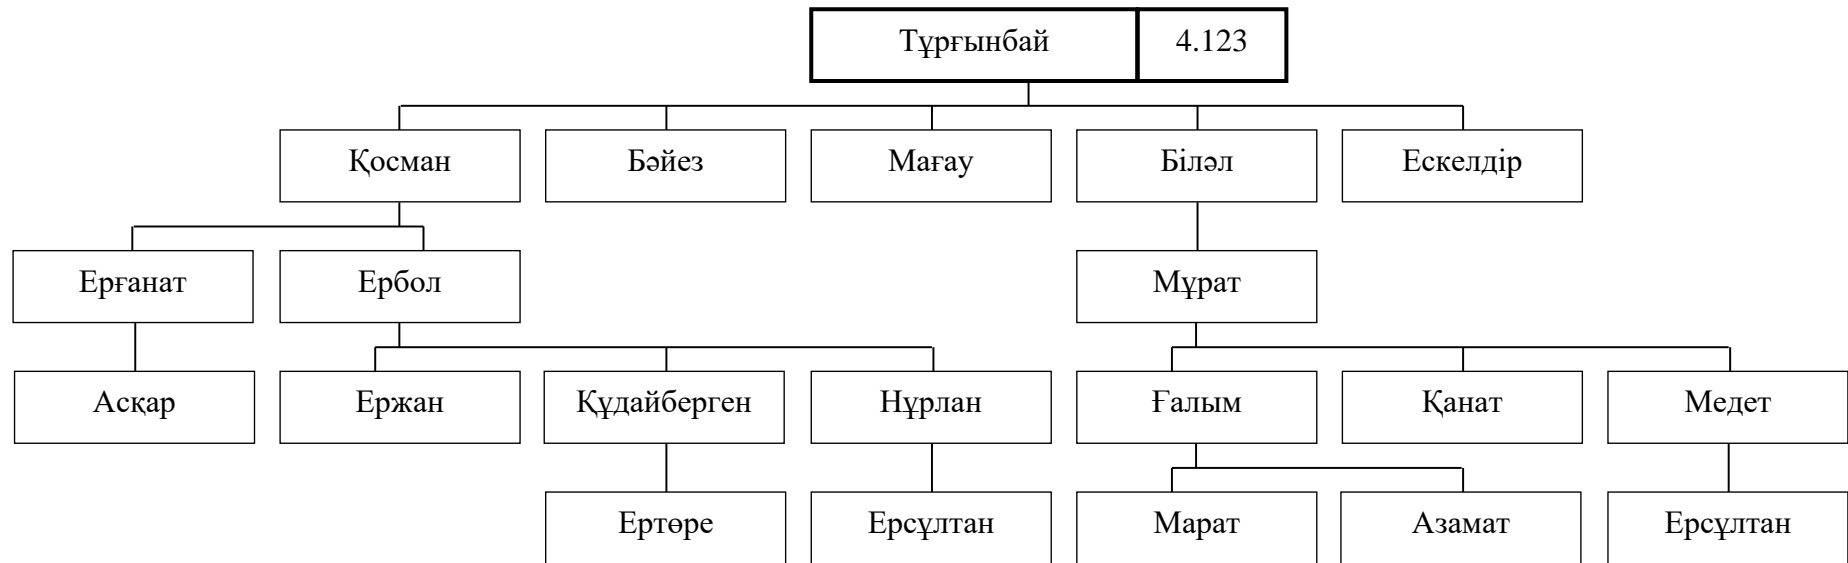 Тұрғынбай 4.123
Қосман Бәйез Мағау Біләл Ескелдір
Ерғанат Ербол Мұрат
Асқар Ержан Құдайберген Нұрлан Ғалым Қанат Медет
Ертөре Ерсұлтан Марат Азамат Ерсұлтан